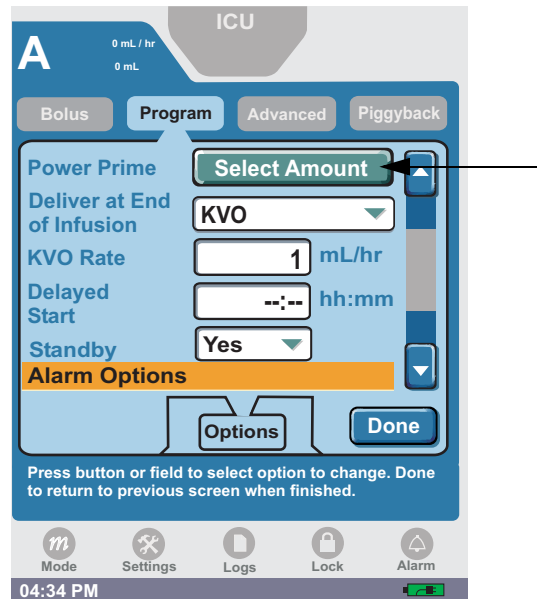 ICU
A
0 mL / hr
0 mL
Bolus Program Advanced Piggyback
Power Prime Select Amount
Deliver at End
of Infusion
KVO
KVO Rate 1 mL/hr
Delayed
Start
--:-- hh:mm
Standby Yes
Alarm Options
Options Done
Press button or field to select option to change. Done
to return to previous screen when finished.
m
Mode Settings Logs Lock Alarm
04:34 PM